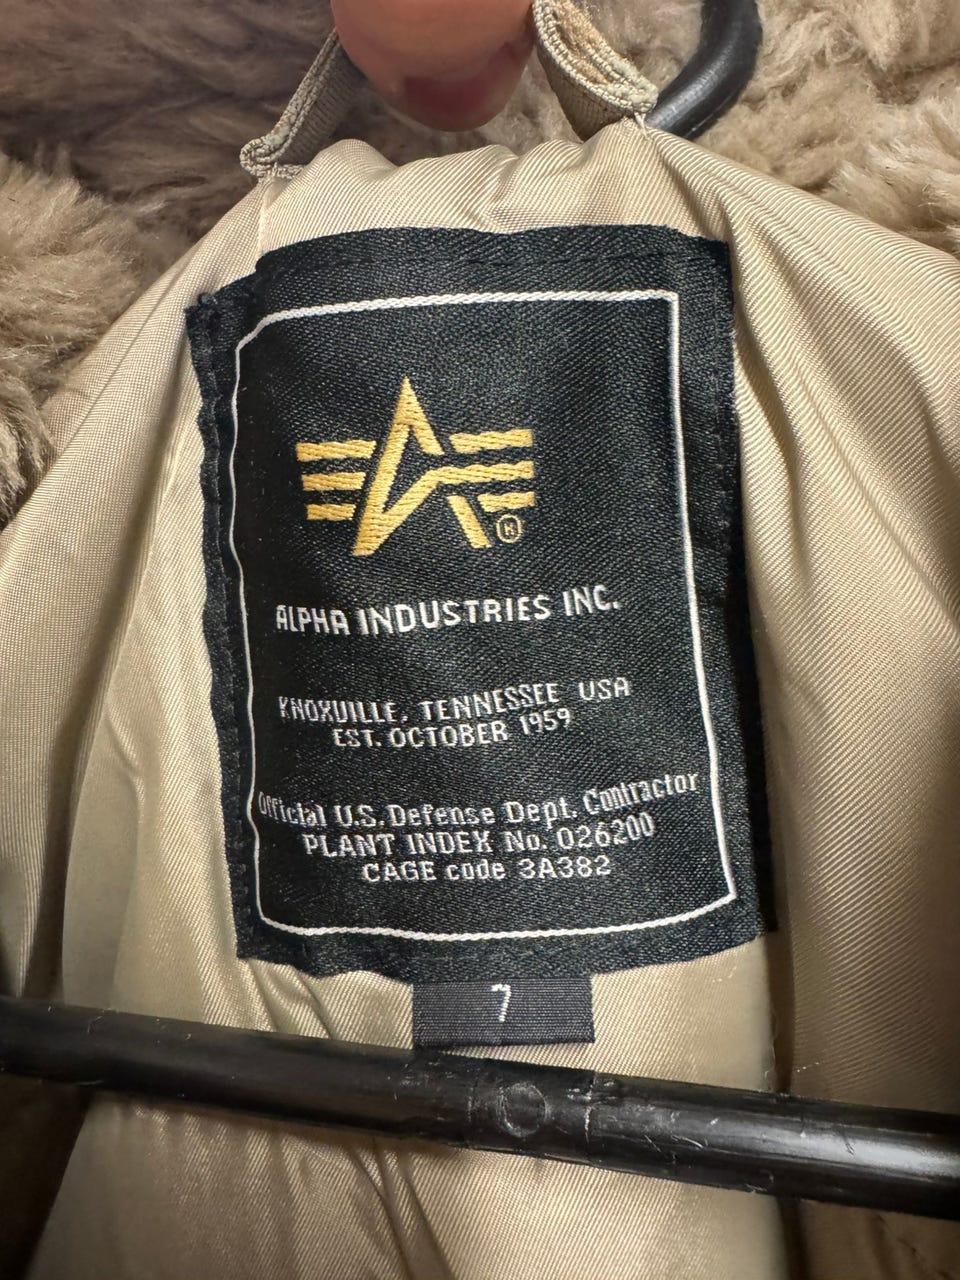 ALPHA INDUSTRIES INC.
KNOXVILLE, TENNESSEE USA
EST. OCTOBER 1959
Official U.S. Defense Dept. Contractor
PLANT INDEX No. 026200
CAGE code 3A382
7